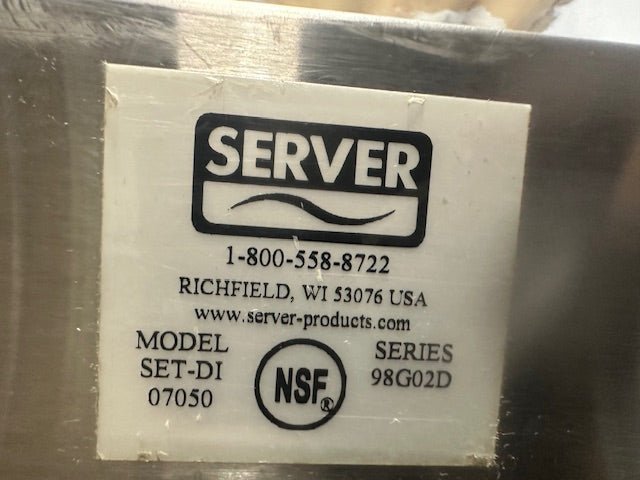 SERVER
1-800-558-8722
RICHFIELD, WI 53076 USA
www.server-products.com
MODEL
SET-DI
07050
NSF®
SERIES
98G02D